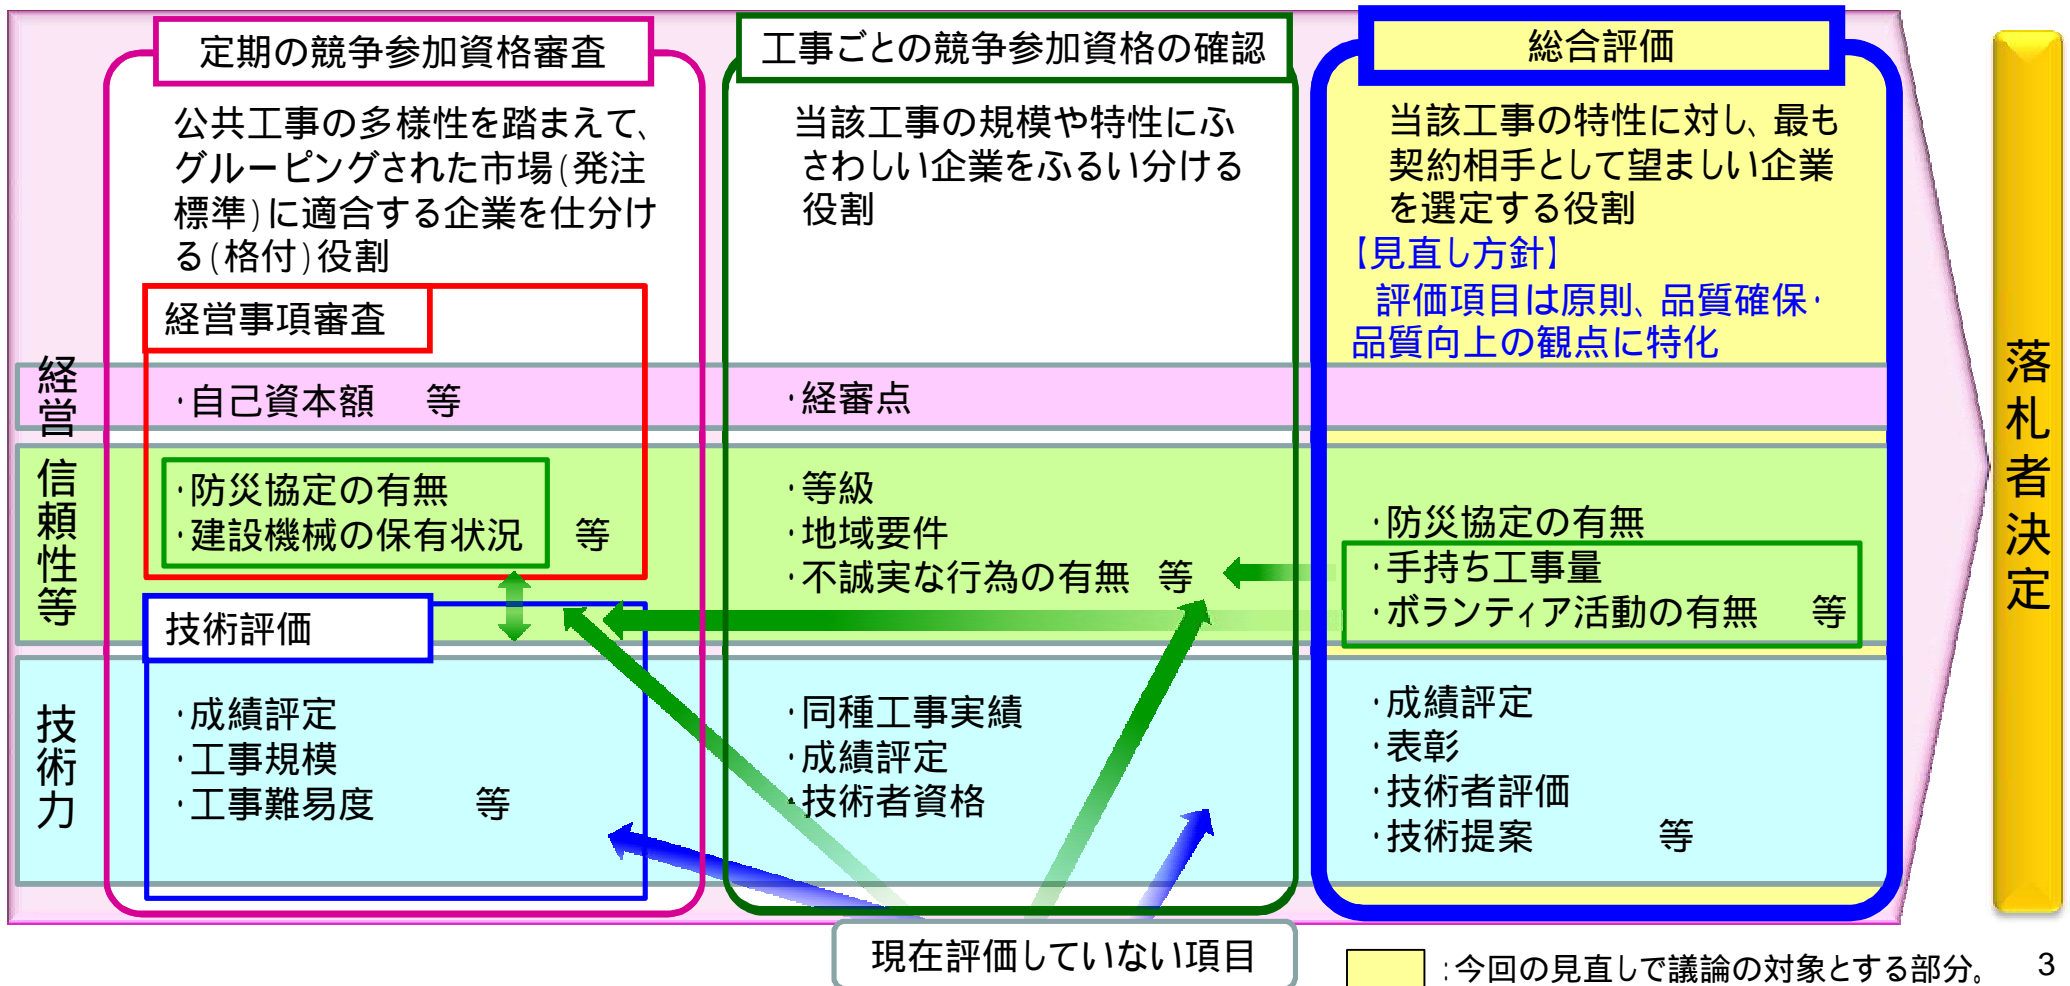 定期の競争参加資格審査
公共工事の多様性を踏まえて、
グルーピングされた市場(発注
標準)に適合する企業を仕分け
る(格付)役割
経営事項審査
工事ごとの競争参加資格の確認
当該工事の規模や特性にふ
さわしい企業をふるい分ける
役割
総合評価
当該工事の特性に対し、最も
契約相手として望ましい企業
を選定する役割
【見直し方針】
評価項目は原則、品質確保・
品質向上の観点に特化
経営
・自己資本額 等
・経審点
信頼性等
・防災協定の有無
・建設機械の保有状況 等
・等級
・地域要件
・不誠実な行為の有無 等
・防災協定の有無
・手持ち工事量
・ボランティア活動の有無 等
技術評価
技術力
・成績評定
・工事規模
・工事難易度 等
・同種工事実績
・成績評定
・技術者資格
・成績評定
・表彰
・技術者評価
・技術提案 等
落札者決定
現在評価していない項目
:今回の見直しで議論の対象とする部分。
3